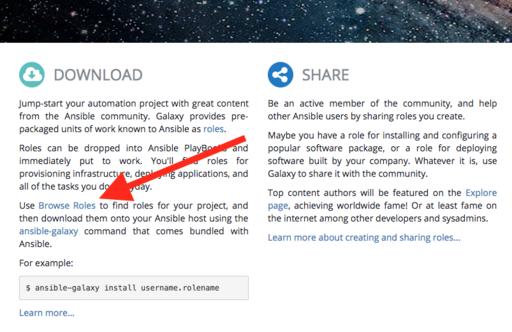 DOWNLOAD
Jump-start your automation project with great content
from the Ansible community. Galaxy provides pre-
packaged units of work known to Ansible as roles.
Roles can be dropped into Ansible PlayBooks and
immediately put to work. You'll find roles for
provisioning infrastructure, deploying applications, and
all of the tasks you do everyday.
Use Browse Roles to find roles for your project, and
then download them onto your Ansible host using the
ansible-galaxy command that comes bundled with
Ansible.
For example:
$ ansible-galaxy install username.rolename
Learn more...
SHARE
Be an active member of the community, and help
other Ansible users by sharing roles you create.
Maybe you have a role for installing and configuring a
popular software package, or a role for deploying
software built by your company. Whatever it is, use
Galaxy to share it with the community.
Top content authors will be featured on the Explore
page, achieving worldwide fame! Or at least fame on
the internet among other developers and sysadmins.
Learn more about creating and sharing roles...